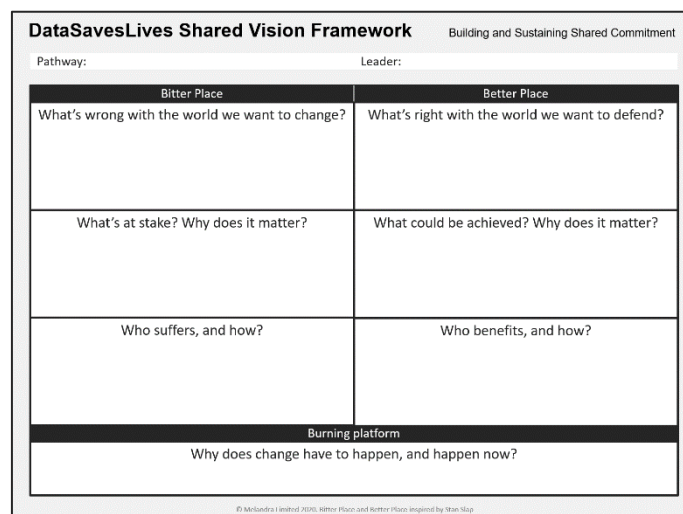 DataSavesLives Shared Vision Framework Building and Sustaining Shared Commitment
Pathway: Leader:
Bitter Place Better Place
What's wrong with the world we want to change? What's right with the world we want to defend?
What's at stake? Why does it matter? What could be achieved? Why does it matter?
Who suffers, and how? Who benefits, and how?
Burning platform
Why does change have to happen, and happen now?
© Melandra Limited 2020. Bitter Place and Better Place inspired by Stan Slap